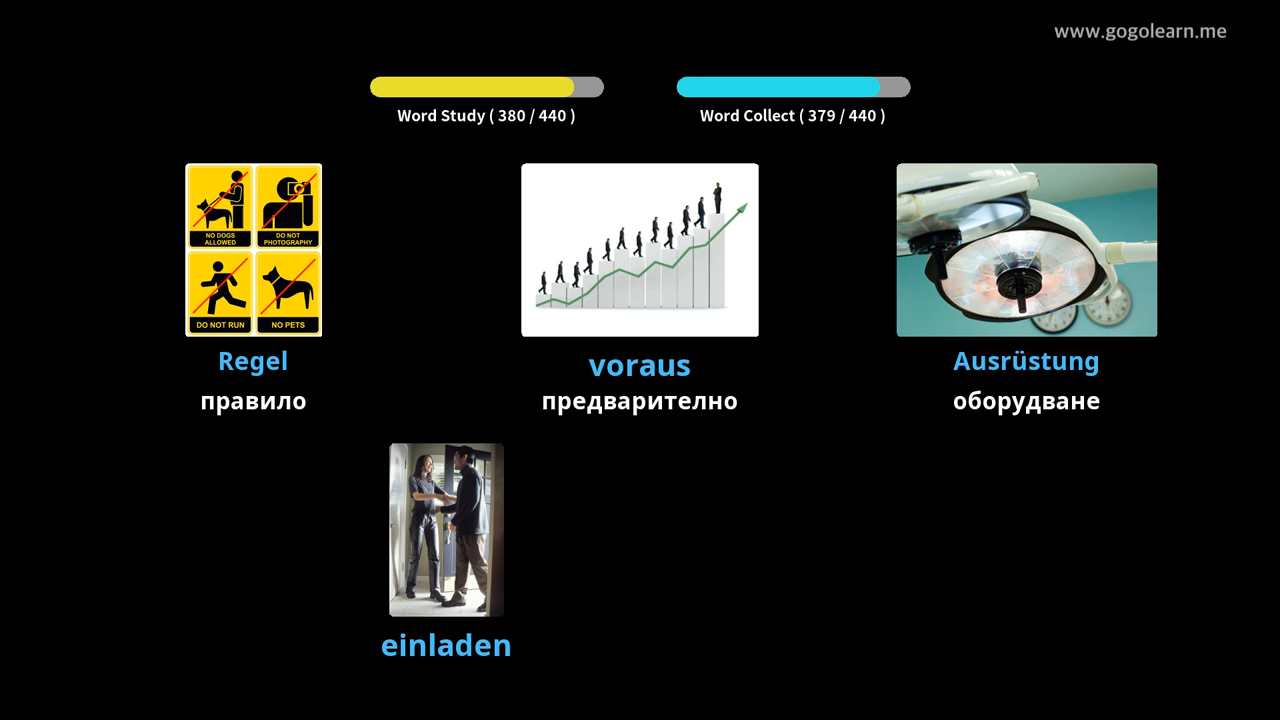 www.gogolearn.me
Word Study ( 380 / 440 )
Word Collect ( 379 / 440 )
NO DOGS
ALLOWED
DO NOT
PHOTOGRAPHY
DO NOT RUN
NO PETS
Regel
voraus
Ausrüstung
правило
предварително
оборудване
einladen